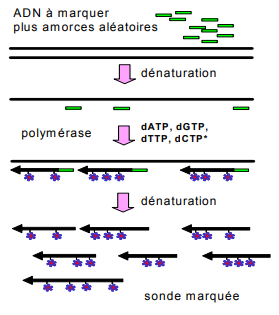 ADN à marquer
plus amorces aléatoires
dénaturation
polymérase
dATP, dGTP,
dTTP, dCTP*
dénaturation
sonde marquée